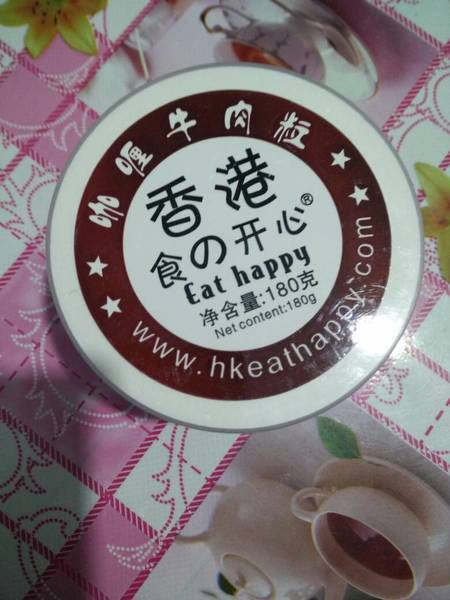 咖喱牛肉粒
香港
食の开心®
Eat happy
净含量:180克
Net content:180g
www.hkeathappy.com